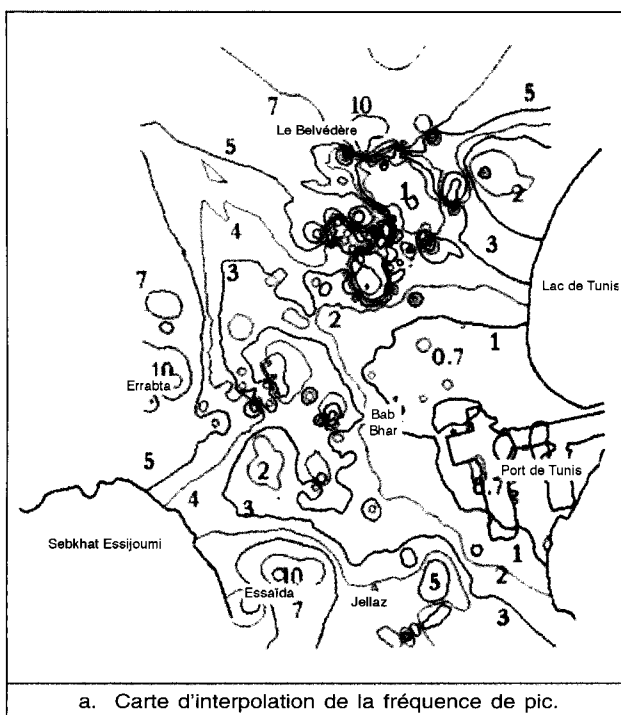 7
10
5
Le Belvédère
5
1
2
4
3
7
3
Lac de Tunis
2
1
0.7
10
Errabta
Bab
Bhar
5
2
Port de Tunis
4
.7
3
Sebkhat Essijoumi
1
10
5
2
Essaïda
7
Jellaz
3
a. Carte d'interpolation de la fréquence de pic.